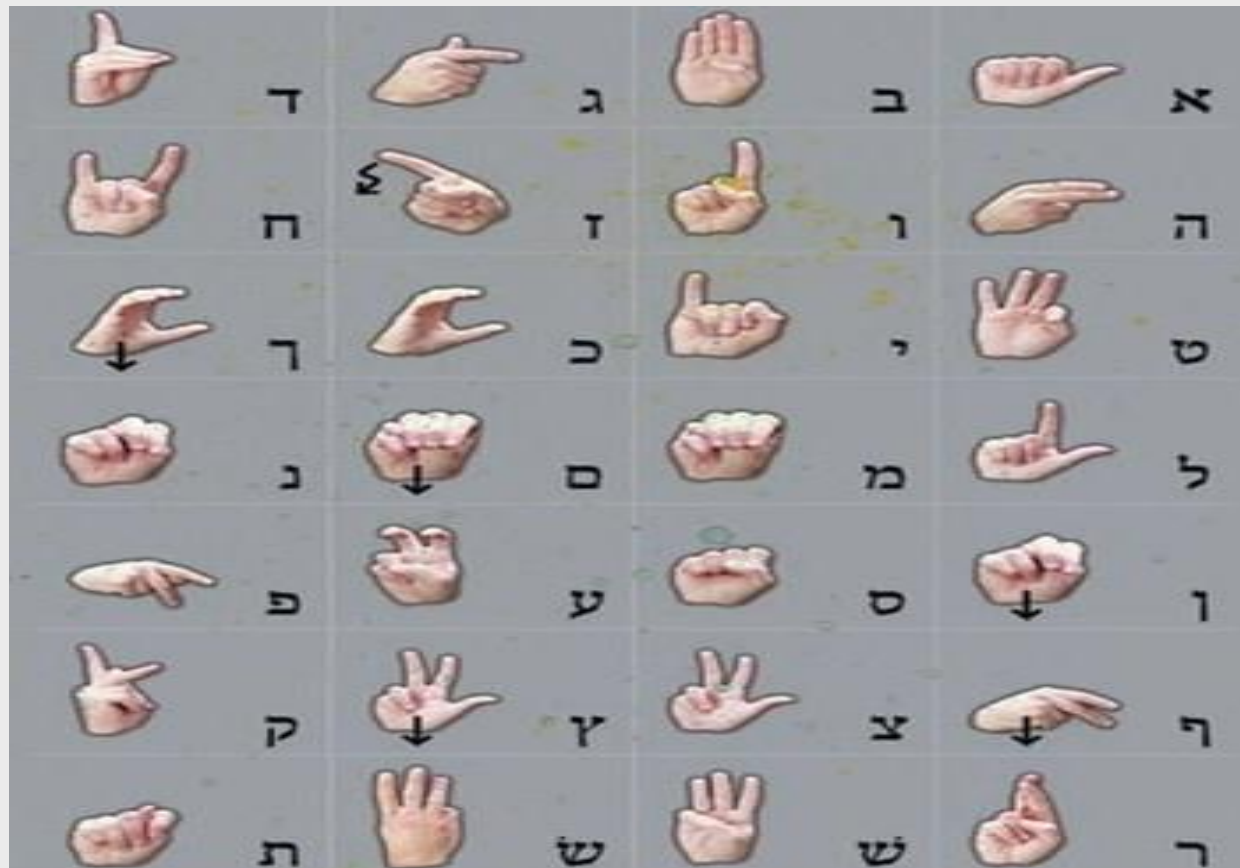 א ב ג ד
ה ו ז ח
ט י כ ך
ל מ ם נ
ן ס ע פ
ף צ ץ ק
ר שׁ שׂ ת